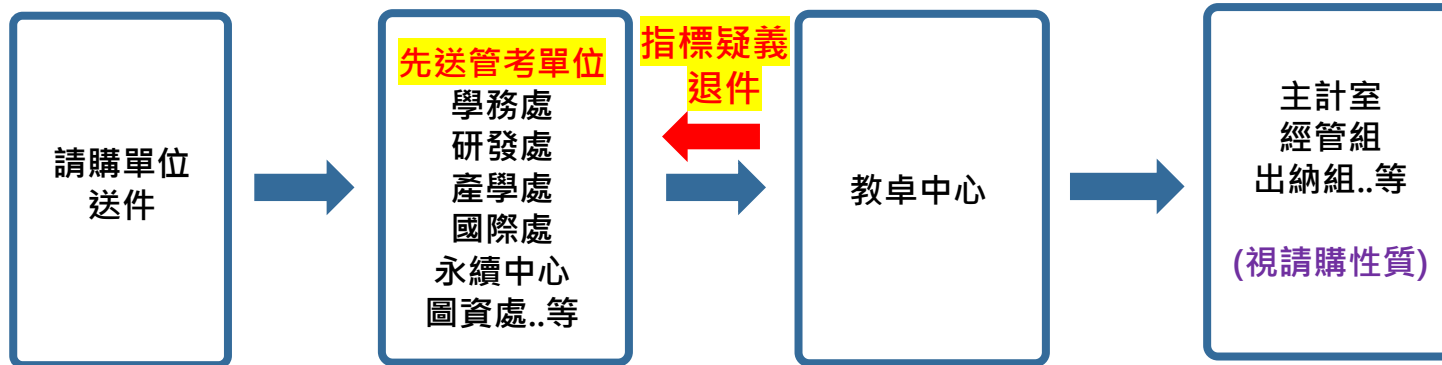 請購單位
送件
先送管考單位
學務處
研發處
產學處
國際處
永續中心
圖資處..等
指標疑義
退件
教卓中心
主計室
經管組
出納組..等
(視請購性質)